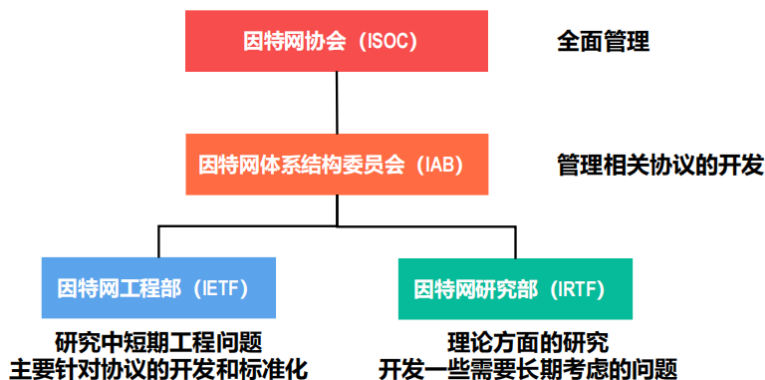 因特网协会（ISOC）
全面管理
因特网体系结构委员会（IAB）
管理相关协议的开发
因特网工程部（IETF）
因特网研究部（IRTF）
研究中短期工程问题
主要针对协议的开发和标准化
理论方面的研究
开发一些需要长期考虑的问题